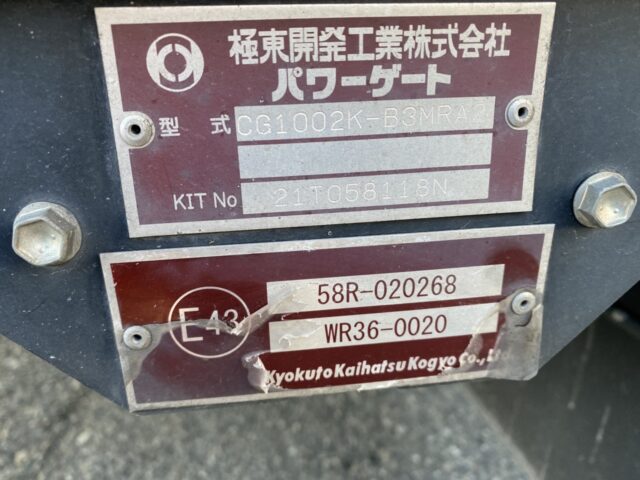 極東開発工業株式会社
パワーゲート
型式 CG1002K-B3MRA2
KIT No 21T058118N
E43 58R-020268
WR36-0020
Kyokuto Kaihatsu Kogyo Co., Ltd